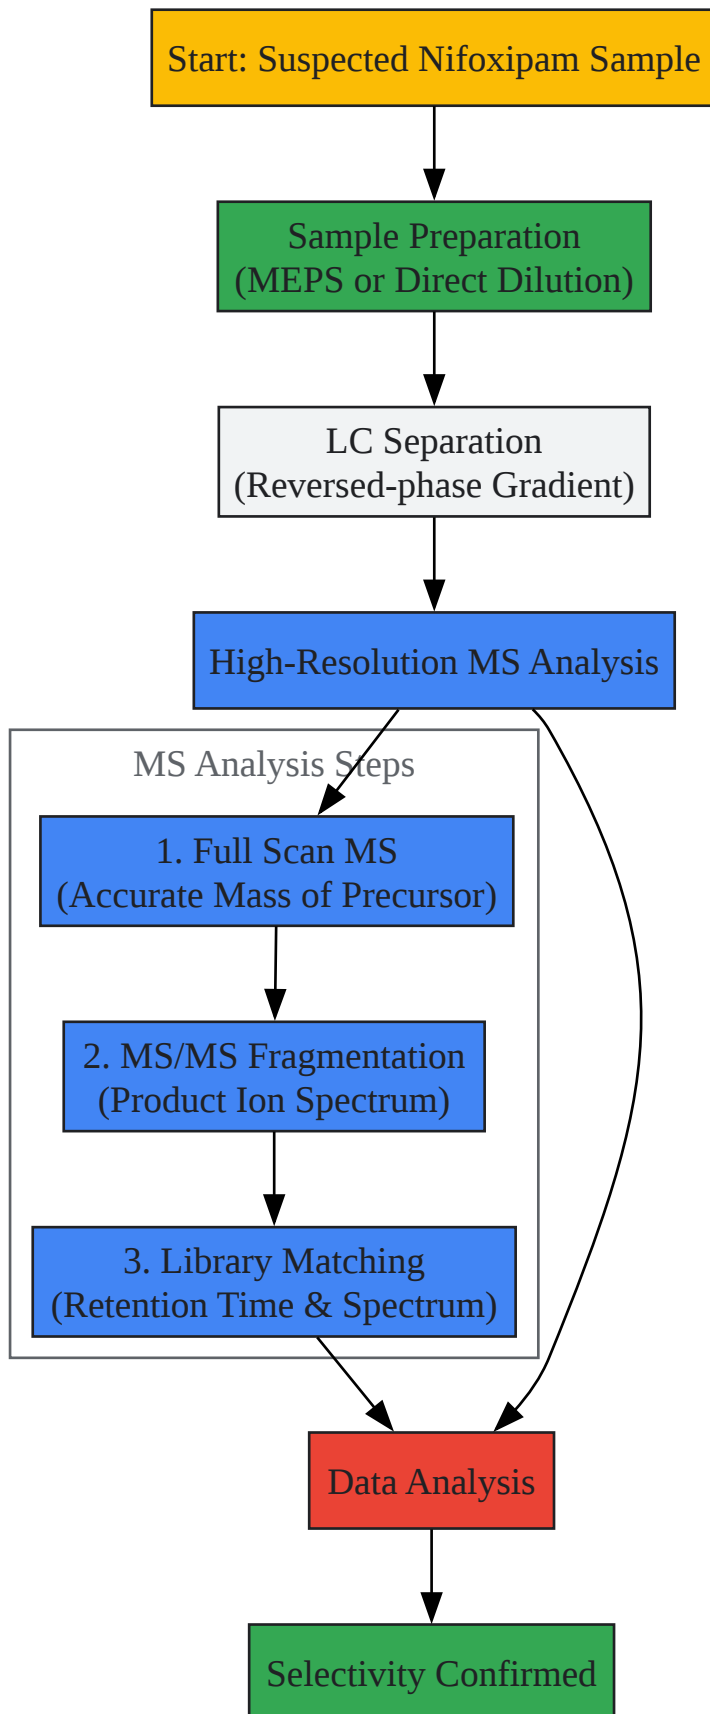 Start: Suspected Nifoxipam Sample
Sample Preparation
(MEPS or Direct Dilution)
LC Separation
(Reversed-phase Gradient)
High-Resolution MS Analysis
MS Analysis Steps
1. Full Scan MS
(Accurate Mass of Precursor)
2. MS/MS Fragmentation
(Product Ion Spectrum)
3. Library Matching
(Retention Time & Spectrum)
Data Analysis
Selectivity Confirmed